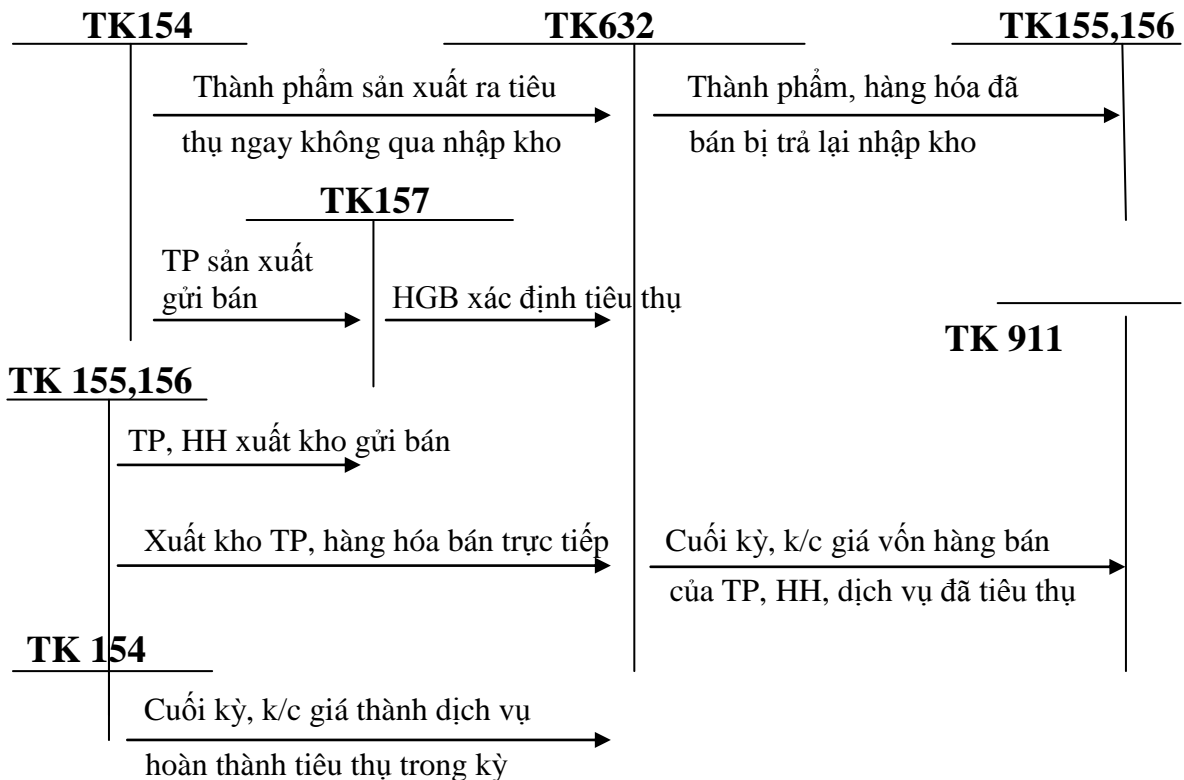 TK154
TK632
TK155,156
Thành phẩm sản xuất ra tiêu
thụ ngay không qua nhập kho
Thành phẩm, hàng hóa đã
bán bị trả lại nhập kho
TK157
TP sản xuất
gửi bán
HGB xác định tiêu thụ
TK 911
TK 155,156
TP, HH xuất kho gửi bán
Xuất kho TP, hàng hóa bán trực tiếp
Cuối kỳ, k/c giá vốn hàng bán
của TP, HH, dịch vụ đã tiêu thụ
TK 154
Cuối kỳ, k/c giá thành dịch vụ
hoàn thành tiêu thụ trong kỳ